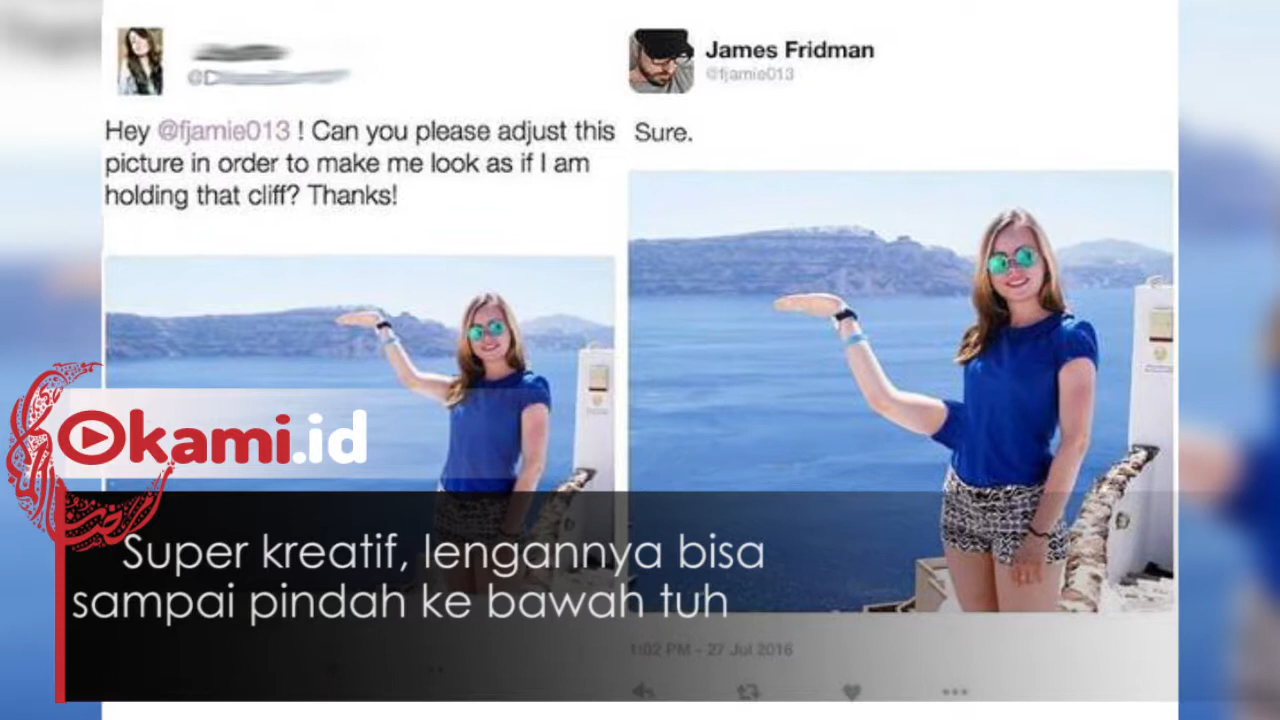 Hey @fjamie013 ! Can you please adjust this
picture in order to make me look as if I am
holding that cliff? Thanks!
James Fridman
@fjamie013
Sure.
Okami.id
Super kreatif, lengannya bisa
sampai pindah ke bawah tuh
1:02 PM - 27 Jul 2016